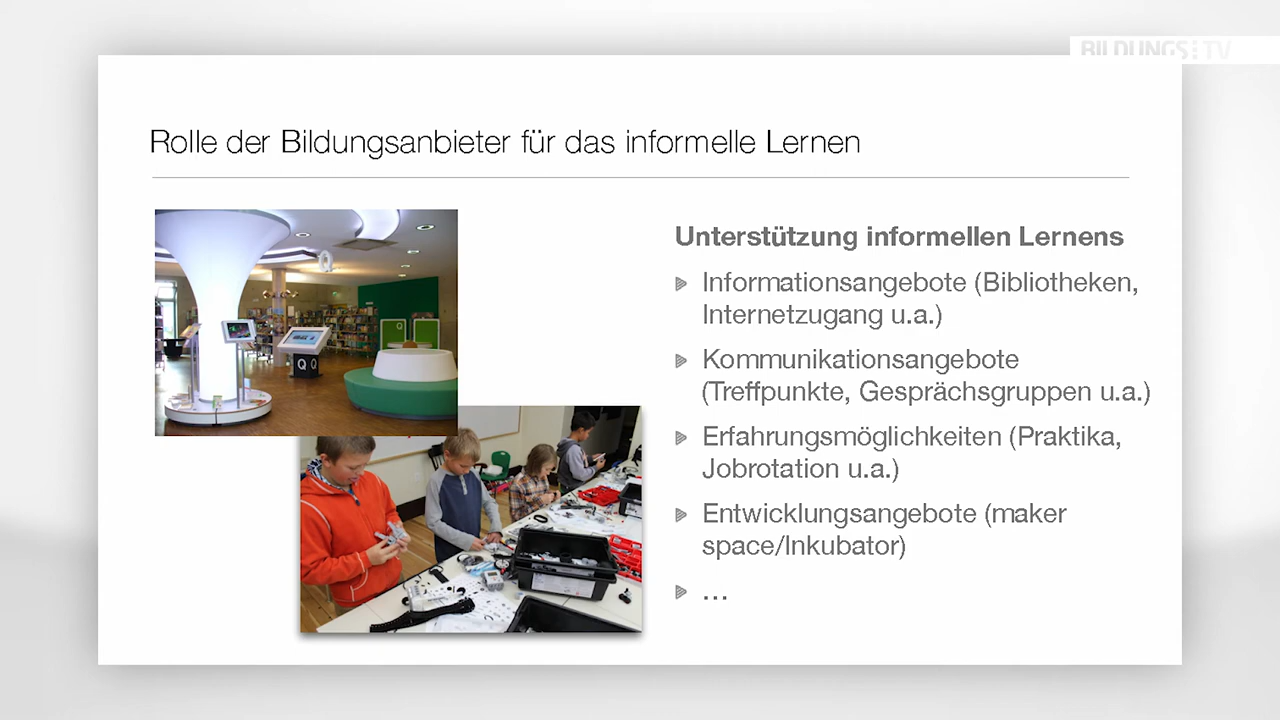 BILDUNGS:TV
Rolle der Bildungsanbieter für das informelle Lernen
Unterstützung informellen Lernens
Informationsangebote (Bibliotheken,
Internetzugang u.a.)
Kommunikationsangebote
(Treffpunkte, Gesprächsgruppen u.a.)
Erfahrungsmöglichkeiten (Praktika,
Jobrotation u.a.)
Entwicklungsangebote (maker
space/Inkubator)
...
Q
Q Q